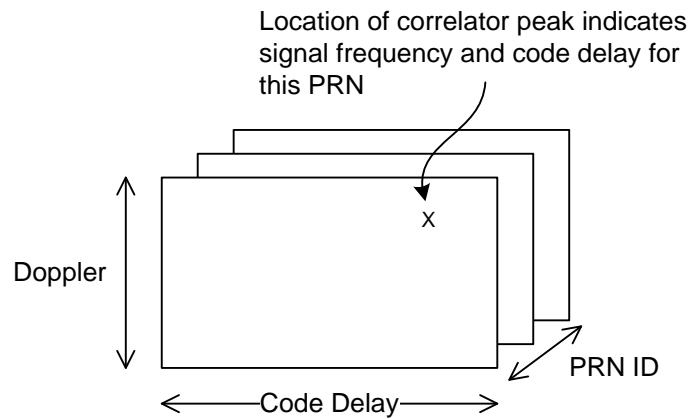 Location of correlator peak indicates
signal frequency and code delay for
this PRN
X
Doppler
PRN ID
Code Delay